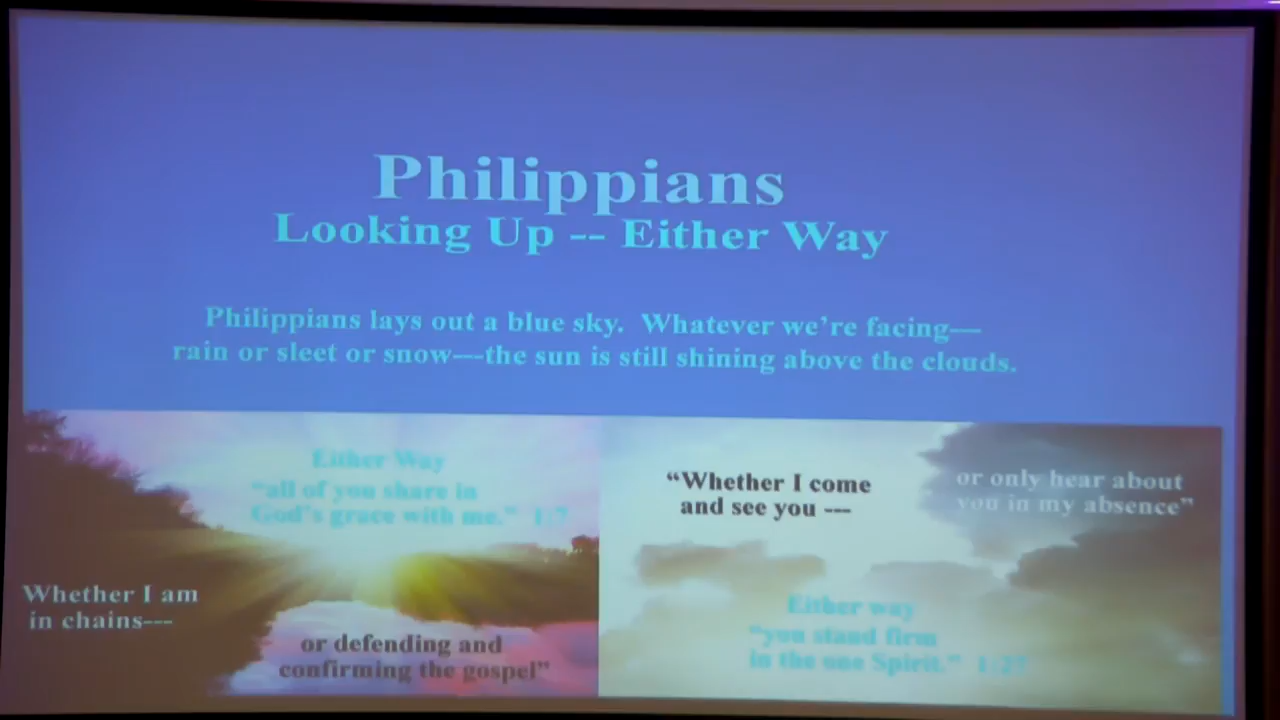 Philippians
Looking Up -- Either Way
Philippians lays out a blue sky. Whatever we're facing—
rain or sleet or snow—the sun is still shining above the clouds.
Either Way
“all of you share in
God's grace with me.” 1:7
Whether I am
in chains---
or defending and
confirming the gospel”
“Whether I come
and see you ---
or only hear about
you in my absence”
Either way
“you stand firm
in the one Spirit.” 1:27